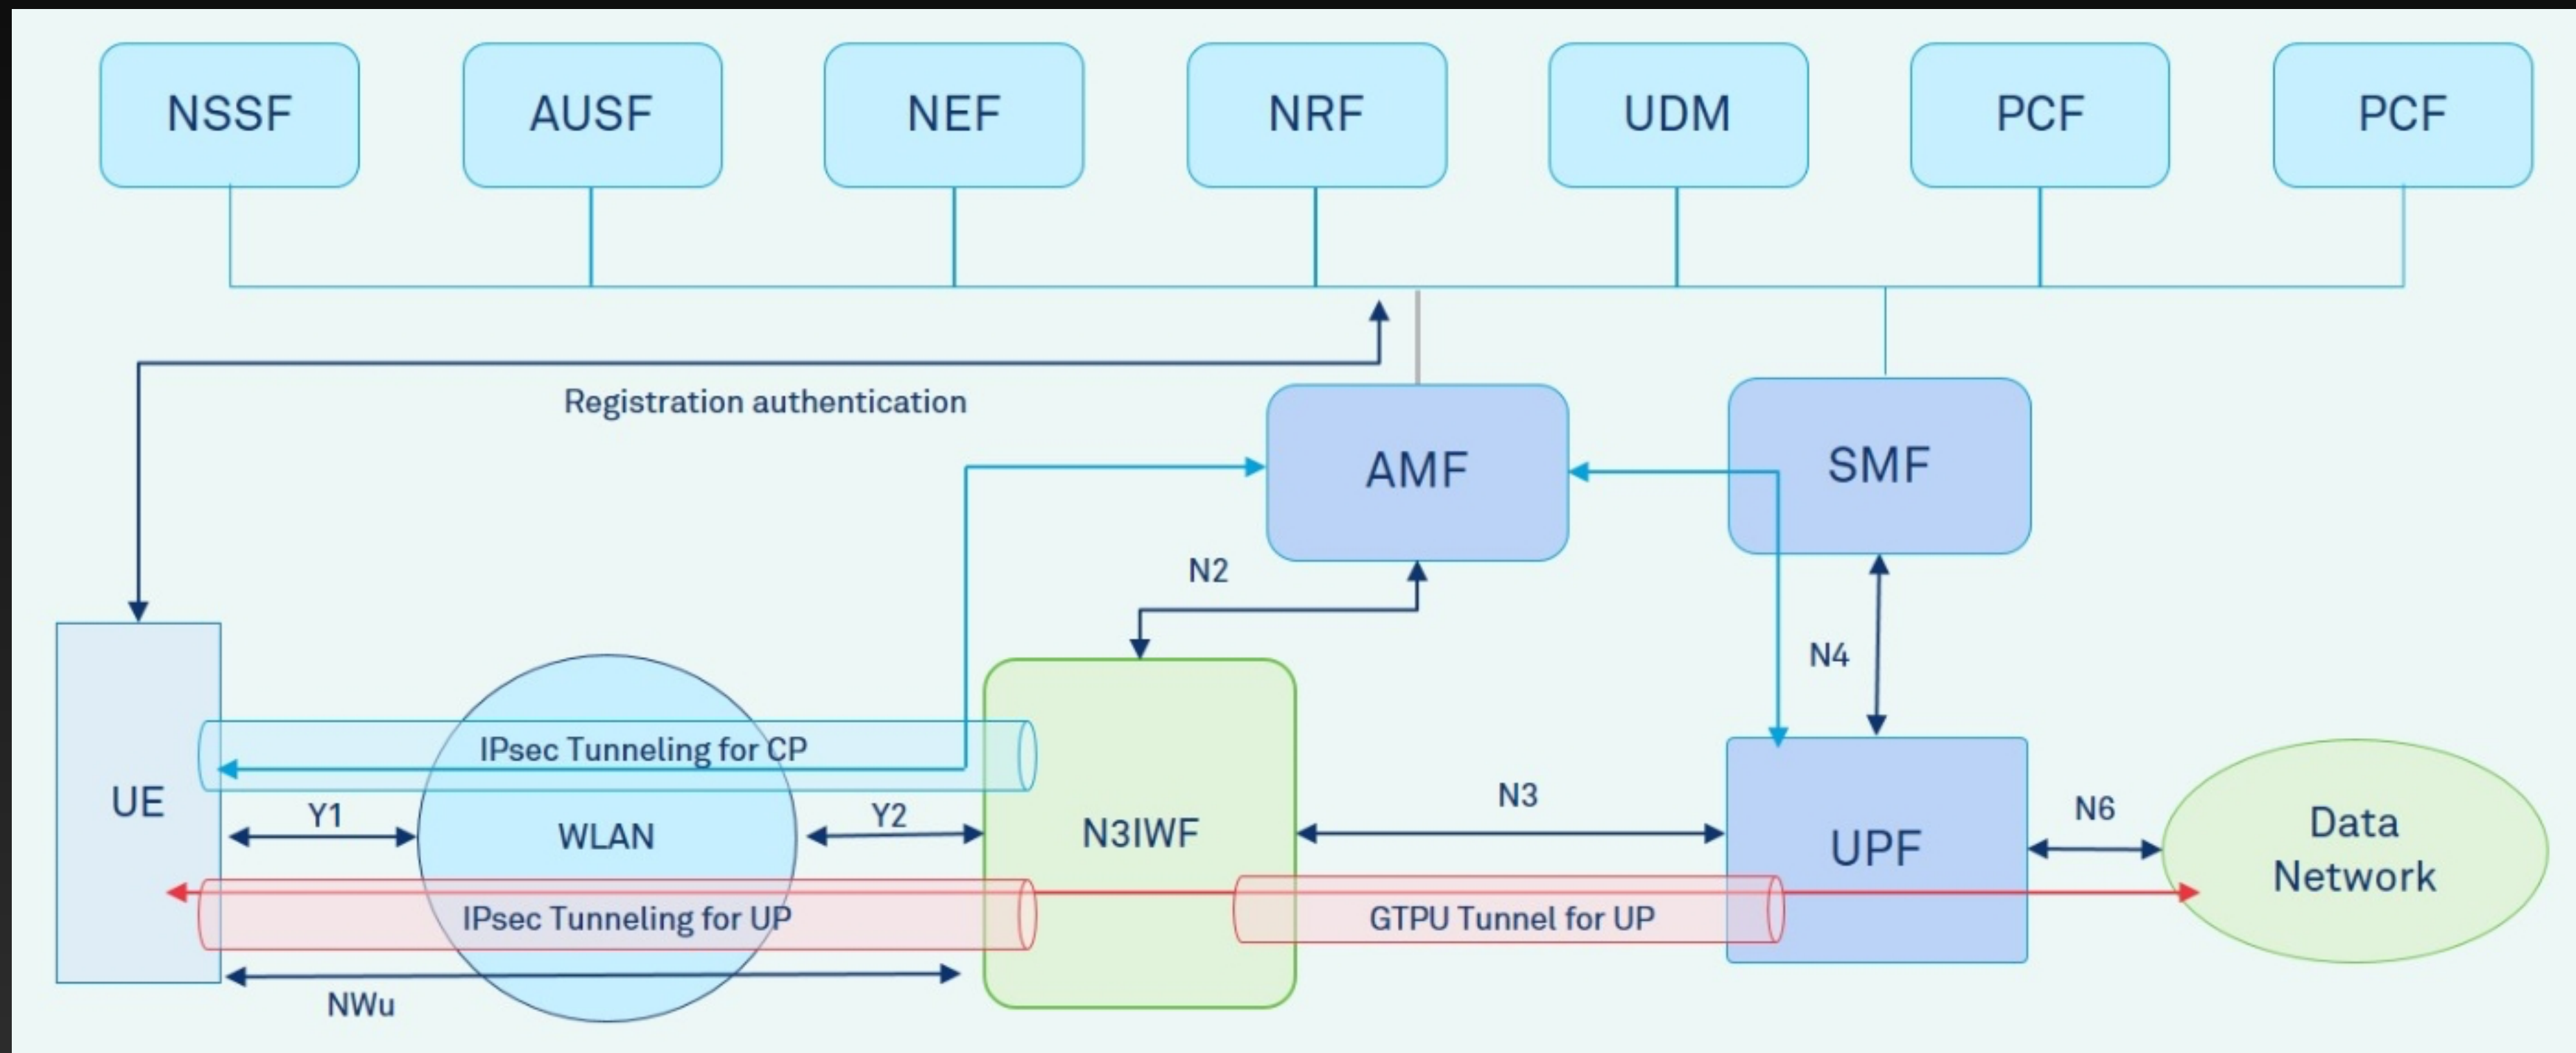 NSSF
AUSF
NEF
NRF
UDM
PCF
PCF
Registration authentication
AMF
SMF
N2
N4
UE
IPsec Tunneling for CP
Y1
WLAN
Y2
N3IWF
N3
UPF
N6
Data
Network
IPsec Tunneling for UP
GTPU Tunnel for UP
NWu